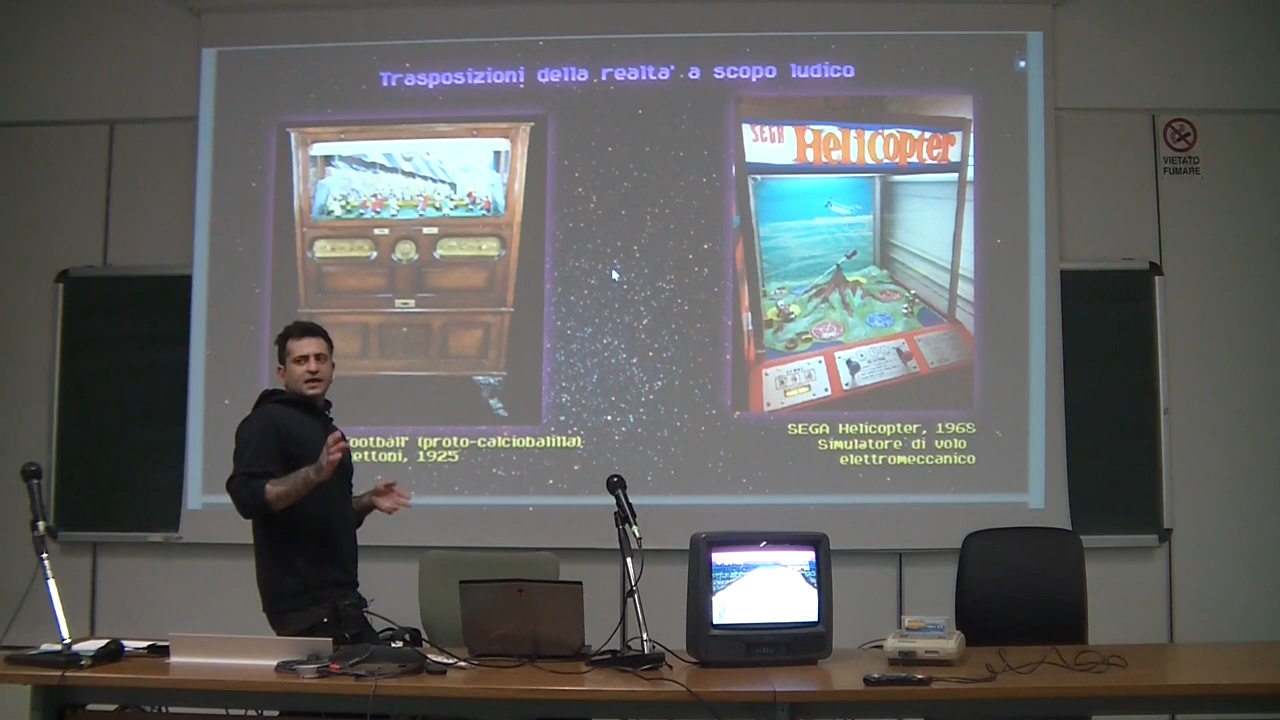 Trasposizioni della realta' a scopo ludico
SEGA Helicopter
VIETATO
FUMARE
ootball (proto-calciobalilla)
ettoni, 1925
SEGA Helicopter, 1968
Simulatore di volo
elettromeccanico